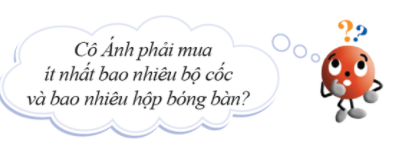 Cô Ánh phải mua
ít nhất bao nhiêu bộ cốc
và bao nhiêu hộp bóng bàn?
??